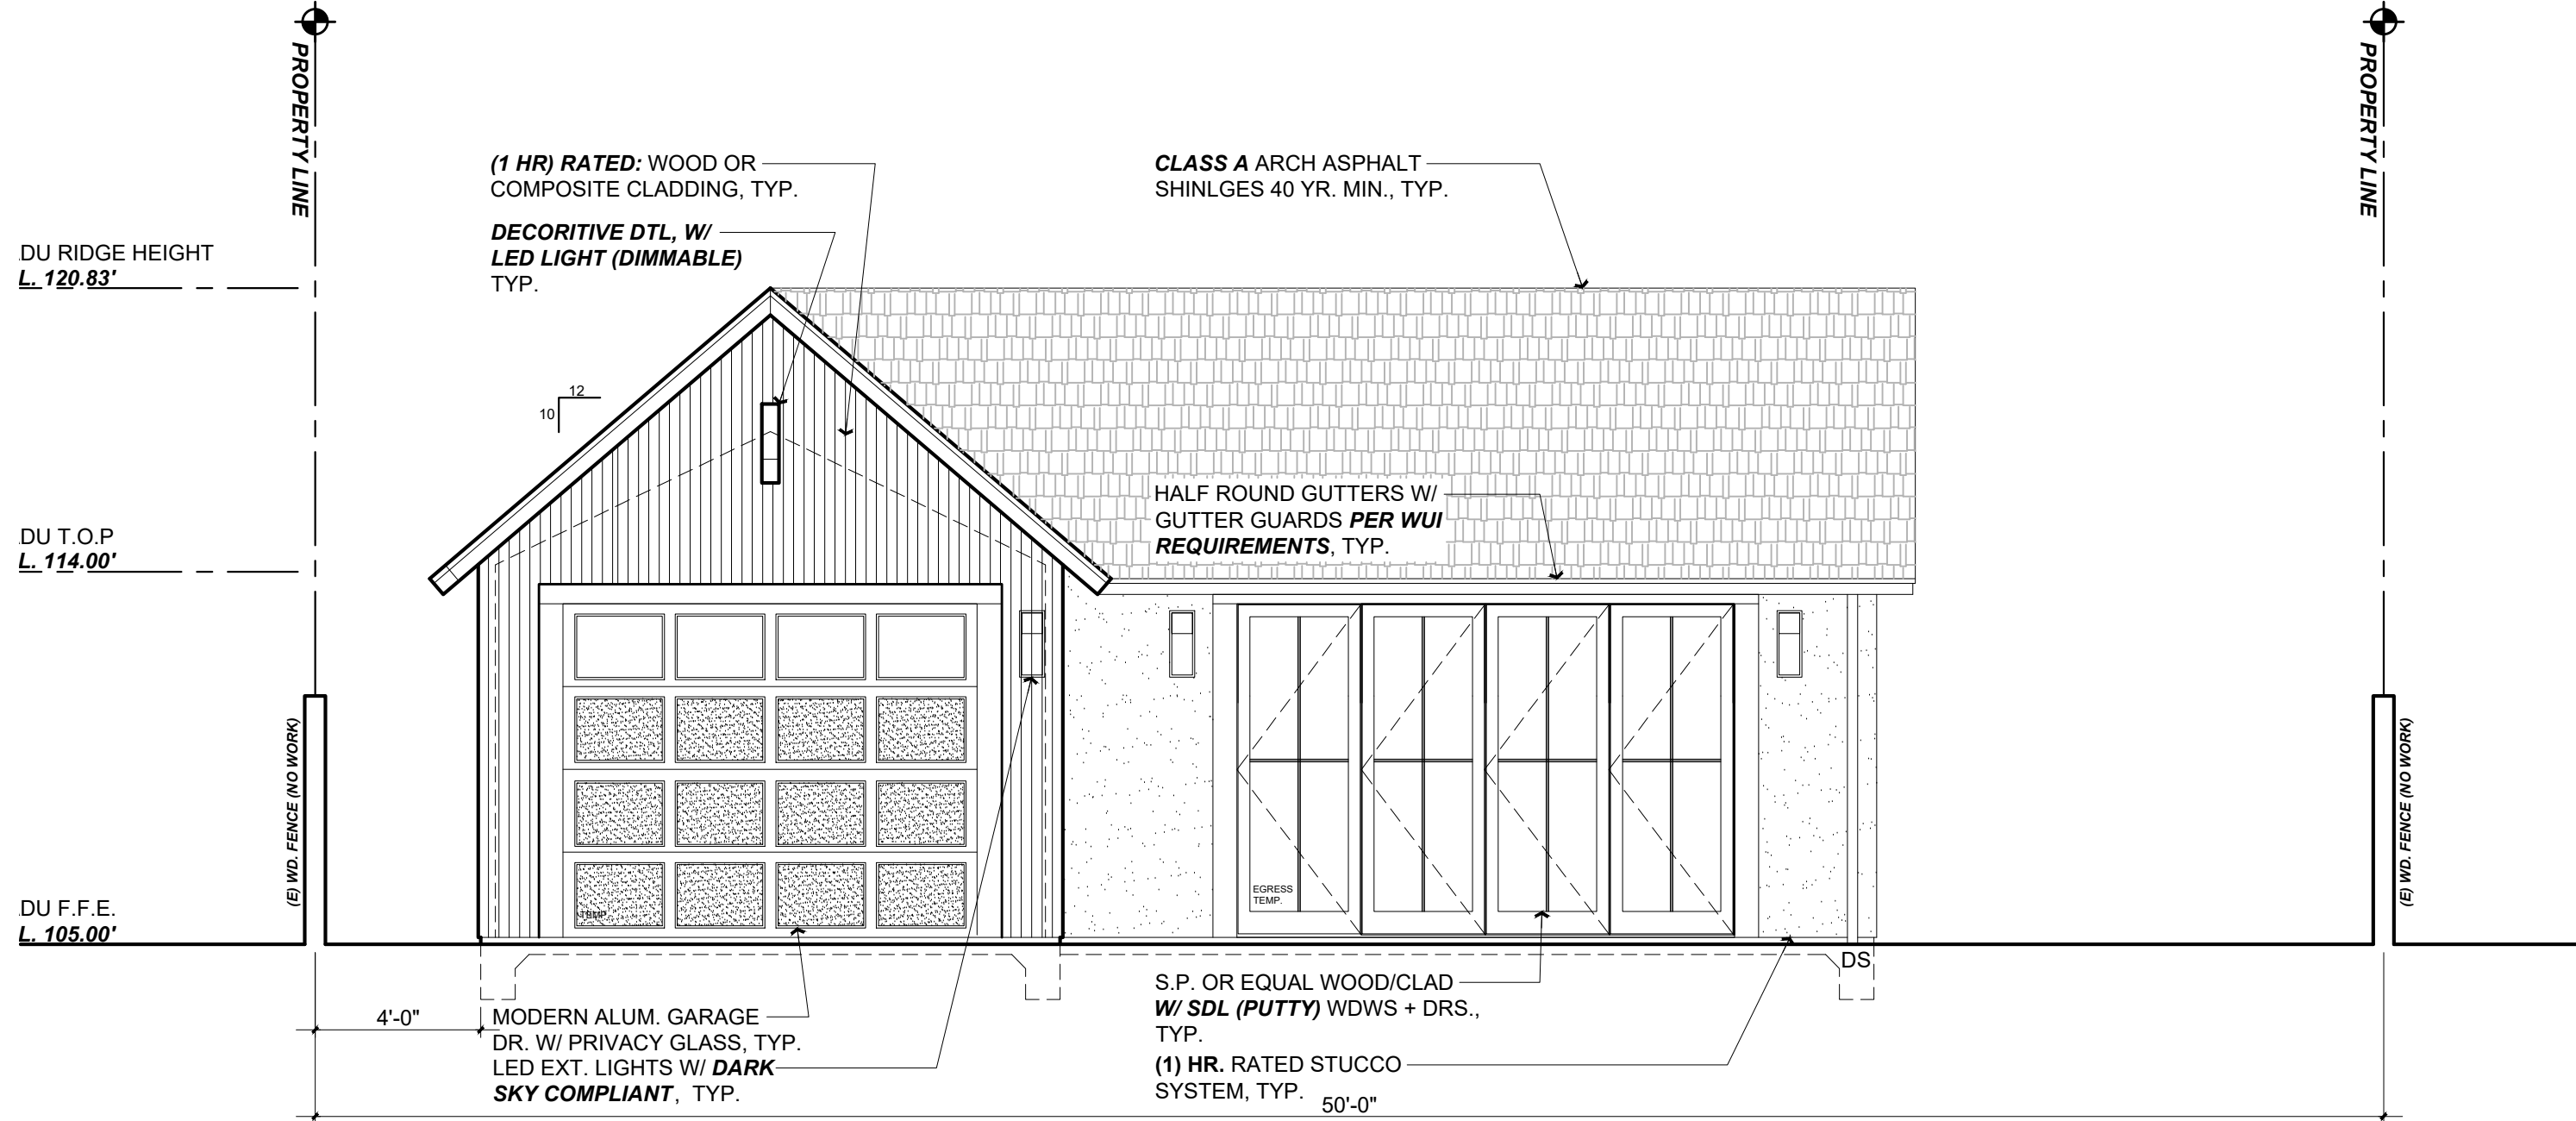 PROPERTY LINE
PROPERTY LINE
(1 HR) RATED: WOOD OR
COMPOSITE CLADDING, TYP.
CLASS A ARCH ASPHALT
SHINLGES 40 YR. MIN., TYP.
DECORITIVE DTL, W/
LED LIGHT (DIMMABLE)
TYP.
DU RIDGE HEIGHT
L. 120.83'
12
10
HALF ROUND GUTTERS W/
GUTTER GUARDS PER WUI
REQUIREMENTS, TYP.
DU T.O.P
L. 114.00'
(E) WD. FENCE (NO WORK)
(E) WD. FENCE (NO WORK)
EGRESS
TEMP.
TEMP
DU F.F.E.
L. 105.00'
DS
4'-0"
MODERN ALUM. GARAGE
DR. W/ PRIVACY GLASS, TYP.
LED EXT. LIGHTS W/ DARK
SKY COMPLIANT, TYP.
S.P. OR EQUAL WOOD/CLAD
W/ SDL (PUTTY) WDWS + DRS.,
TYP.
(1) HR. RATED STUCCO
SYSTEM, TYP.
50'-0"